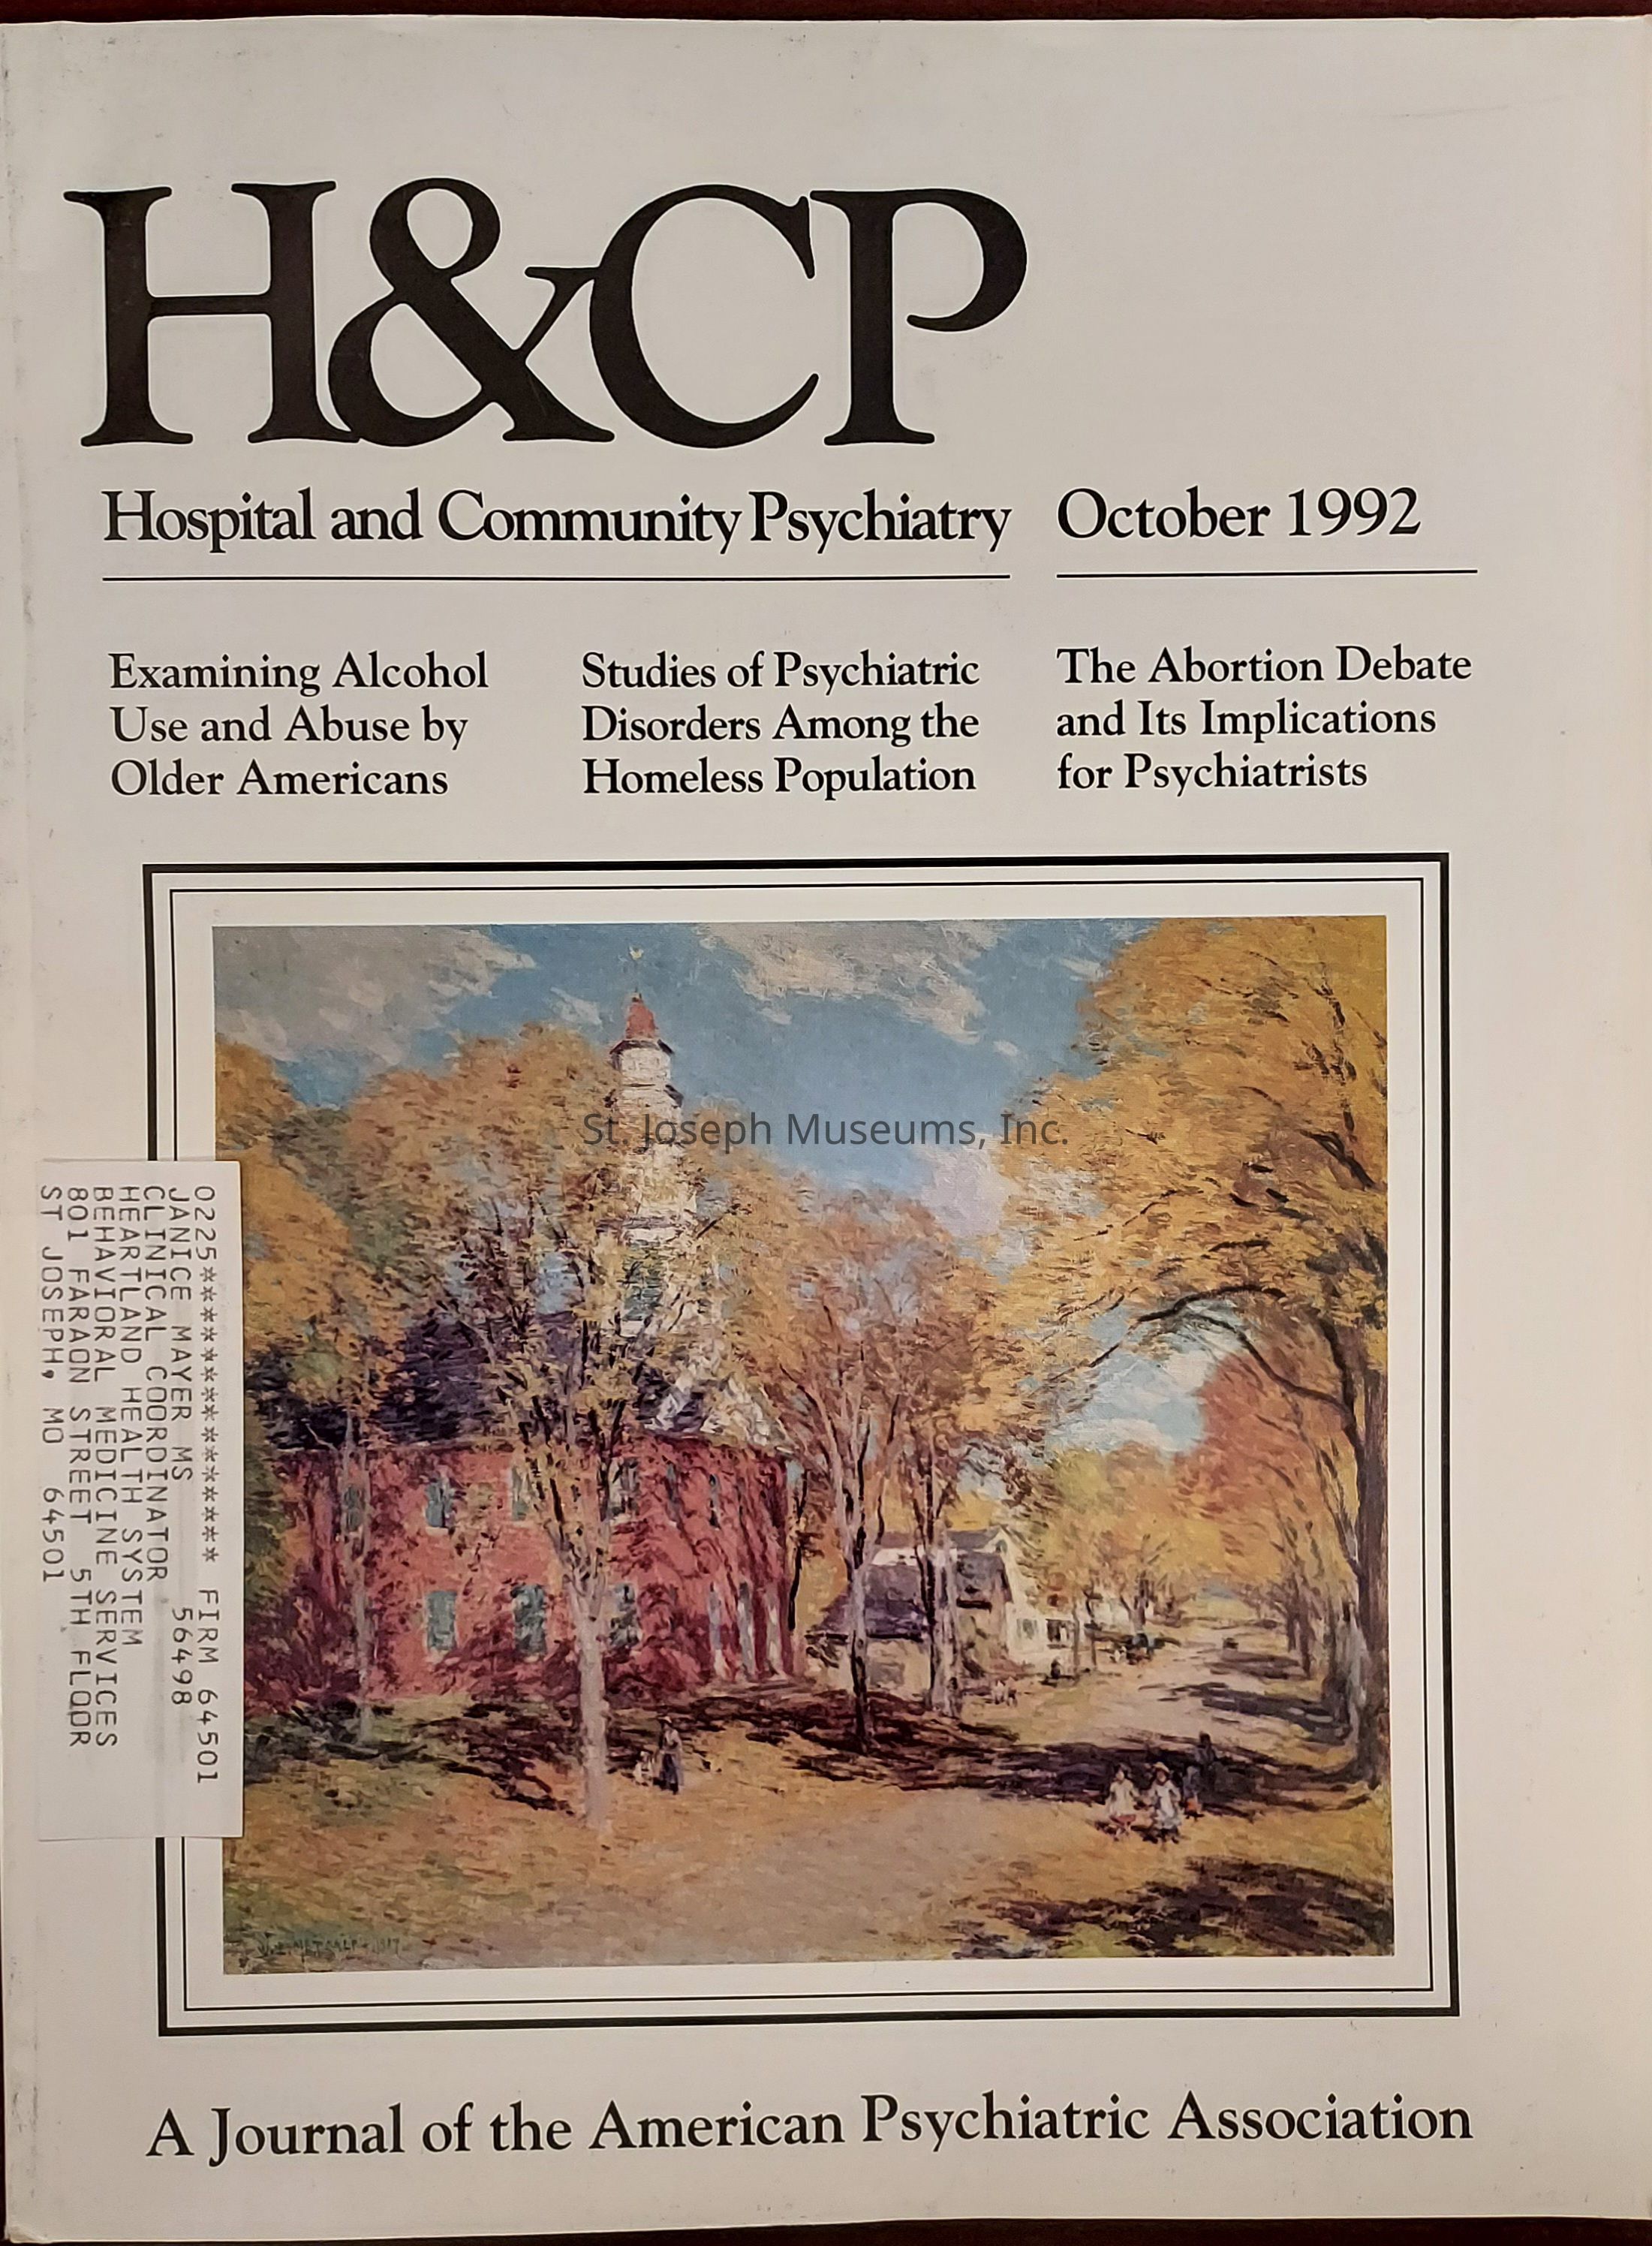 H&CP
Hospital and Community Psychiatry
October 1992
Examining Alcohol
Use and Abuse by
Older Americans
Studies of Psychiatric
Disorders Among the
Homeless Population
The Abortion Debate
and Its Implications
for Psychiatrists
St. Joseph Museums, Inc.
0225****************** FIRM 64501
JANICE MAYER MS 56498
CLINICAL COORDINATOR
HEARTLAND HEALTH SYSTEM
BEHAVIORAL MEDICINE SERVICES
801 FARAON STREET 5TH FLOOR
ST JOSEPH, MO 64501
A Journal of the American Psychiatric Association